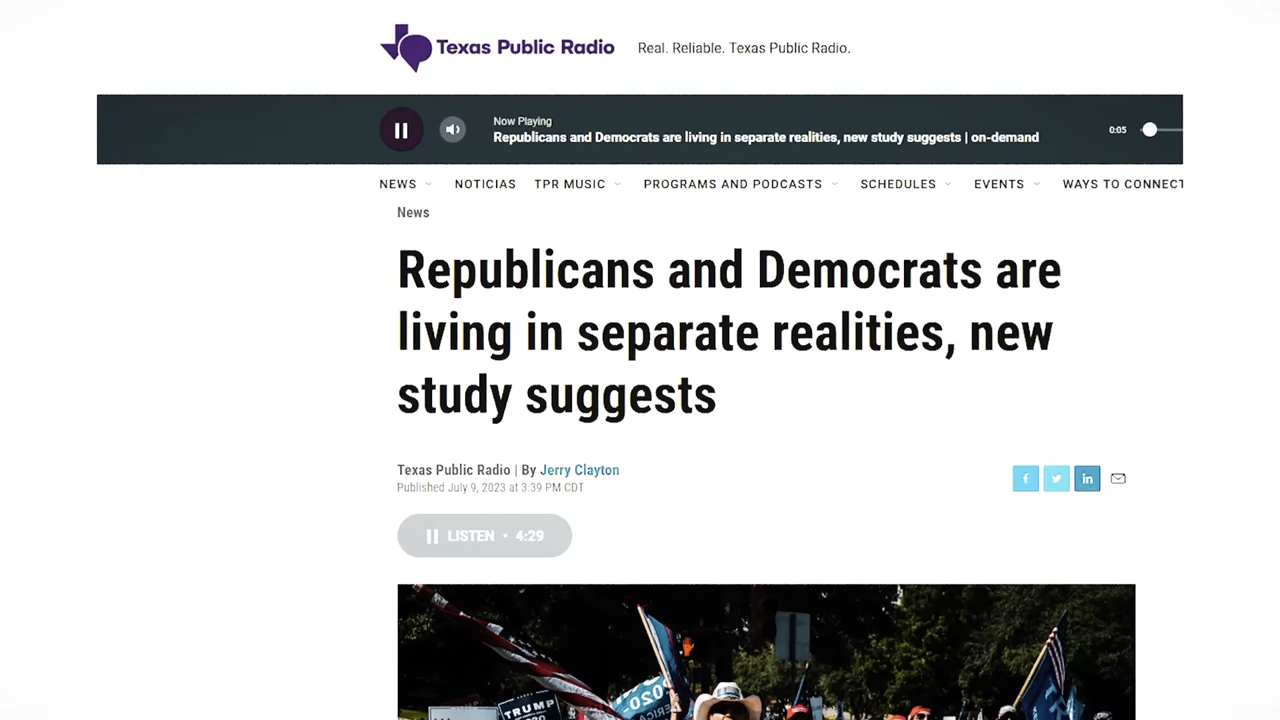 Texas Public Radio
Real. Reliable. Texas Public Radio.
Now Playing
Republicans and Democrats are living in separate realities, new study suggests | on-demand
0:05
NEWS NOTICIAS TPR MUSIC PROGRAMS AND PODCASTS SCHEDULES EVENTS WAYS TO CONNECT
News
Republicans and Democrats are
living in separate realities, new
study suggests
Texas Public Radio | By Jerry Clayton
Published July 9, 2023 at 3:39 PM CDT
f
in
LISTEN • 4:29
TRUMP
2020